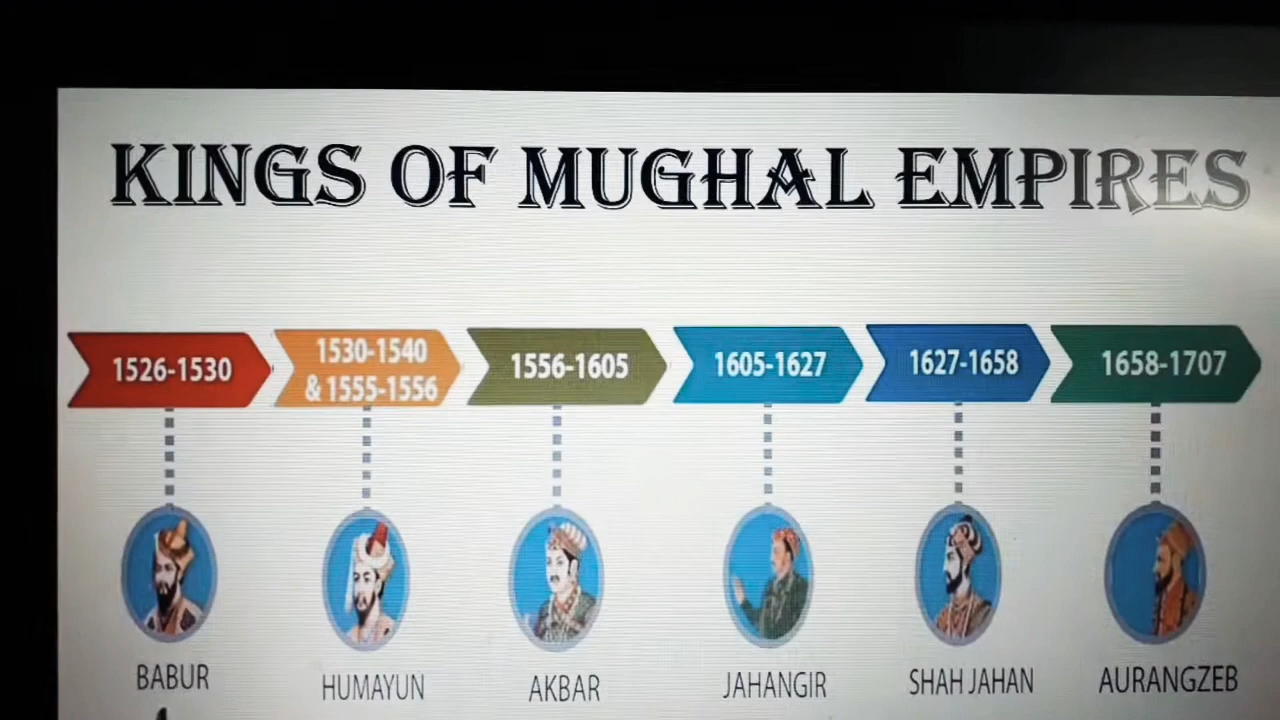 KINGS OF MUGHAL EMPIRES
1526-1530
1530-1540
& 1555-1556
1556-1605
1605-1627
1627-1658
1658-1707
BABUR
HUMAYUN
AKBAR
JAHANGIR
SHAH JAHAN
AURANGZEB